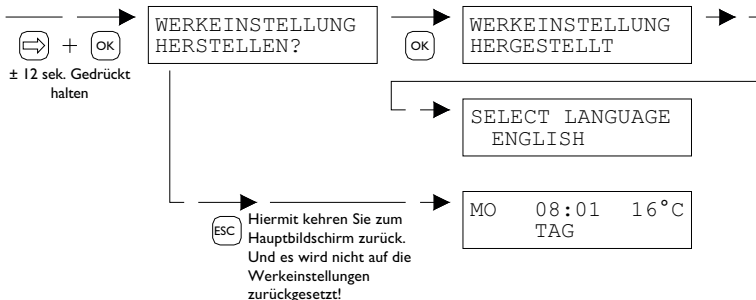 WERKEINSTELLUNG
HERSTELLEN?
WERKEINSTELLUNG
HERGESTELLT
+ OK
OK
± 12 sek. Gedrückt
halten
SELECT LANGUAGE
ENGLISH
MO 08:01 16°C
TAG
ESC
Hiermit kehren Sie zum
Hauptbildschirm zurück.
Und es wird nicht auf die
Werkeinstellungen
zurückgesetzt!